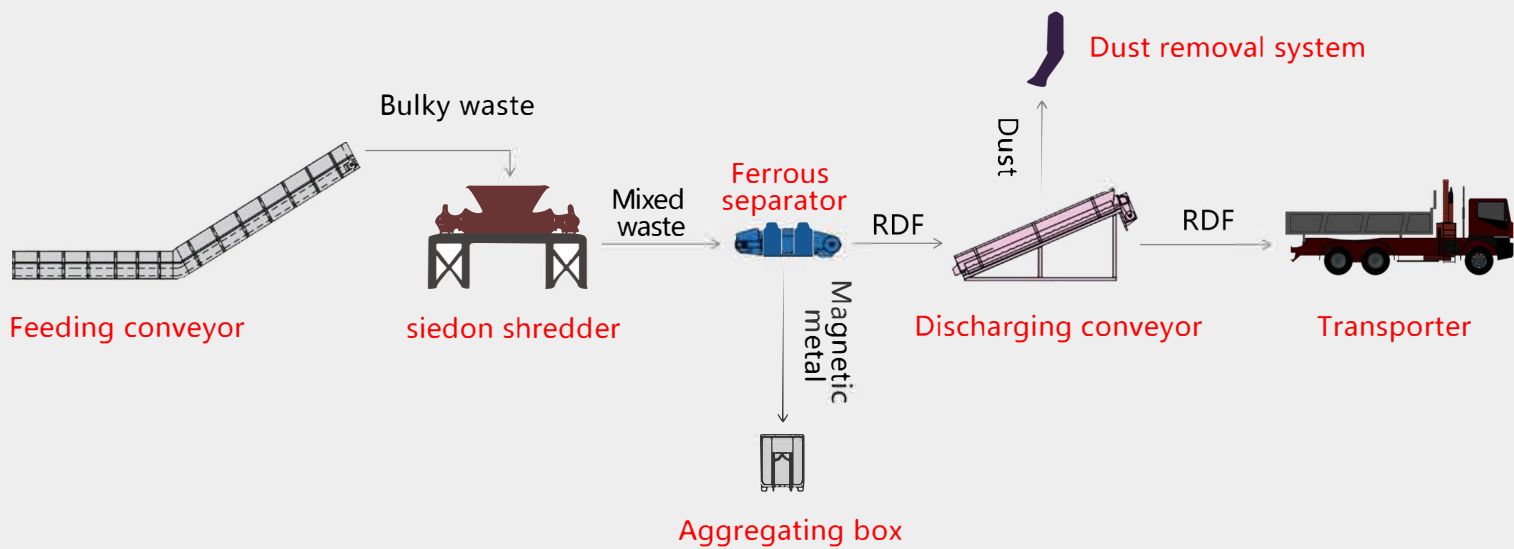 Dust removal system
Bulky waste
Dust
Ferrous
separator
Mixed
waste
RDF
RDF
Magnetic
metal
Feeding conveyor
siedon shredder
Discharging conveyor
Transporter
Aggregating box